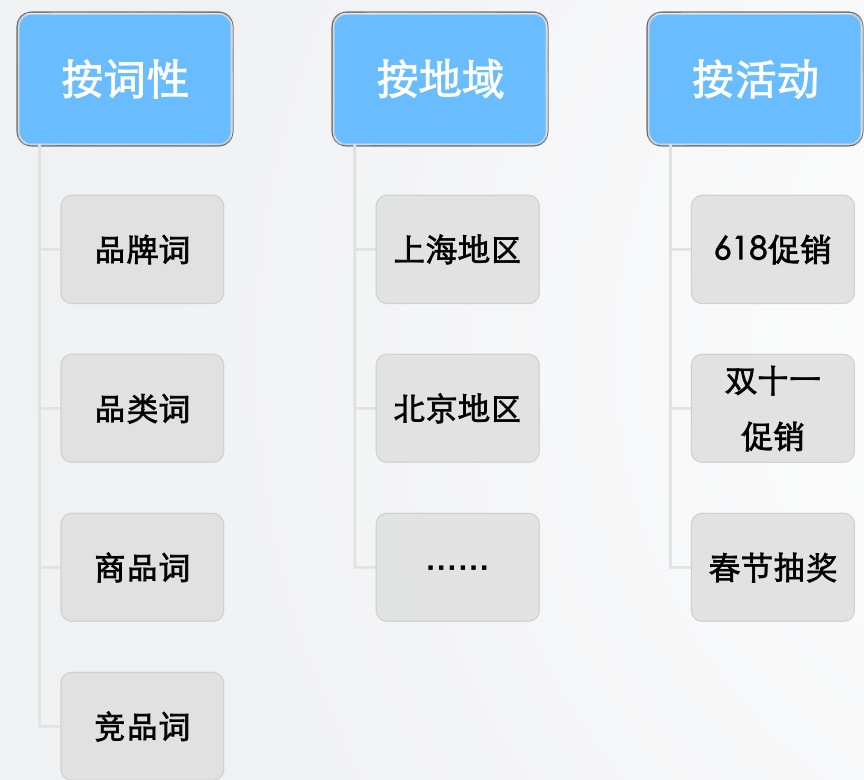 按词性
品牌词
品类词
商品词
竞品词
按地域
上海地区
北京地区
……
按活动
618促销
双十一
促销
春节抽奖